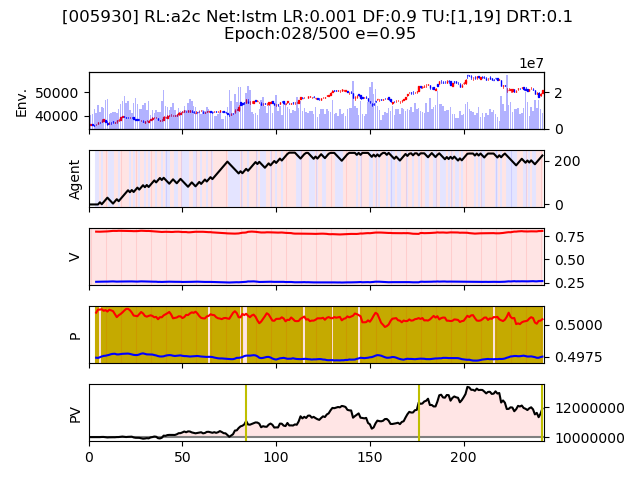 [005930] RL:a2c Net:lstm LR:0.001 DF:0.9 TU:[1,19] DRT:0.1
Epoch:028/500 e=0.95
1e7
Env.
50000
40000
2
0
Agent
200
0
V
0.75
0.50
0.25
P
0.5000
0.4975
PV
12000000
10000000
0 50 100 150 200